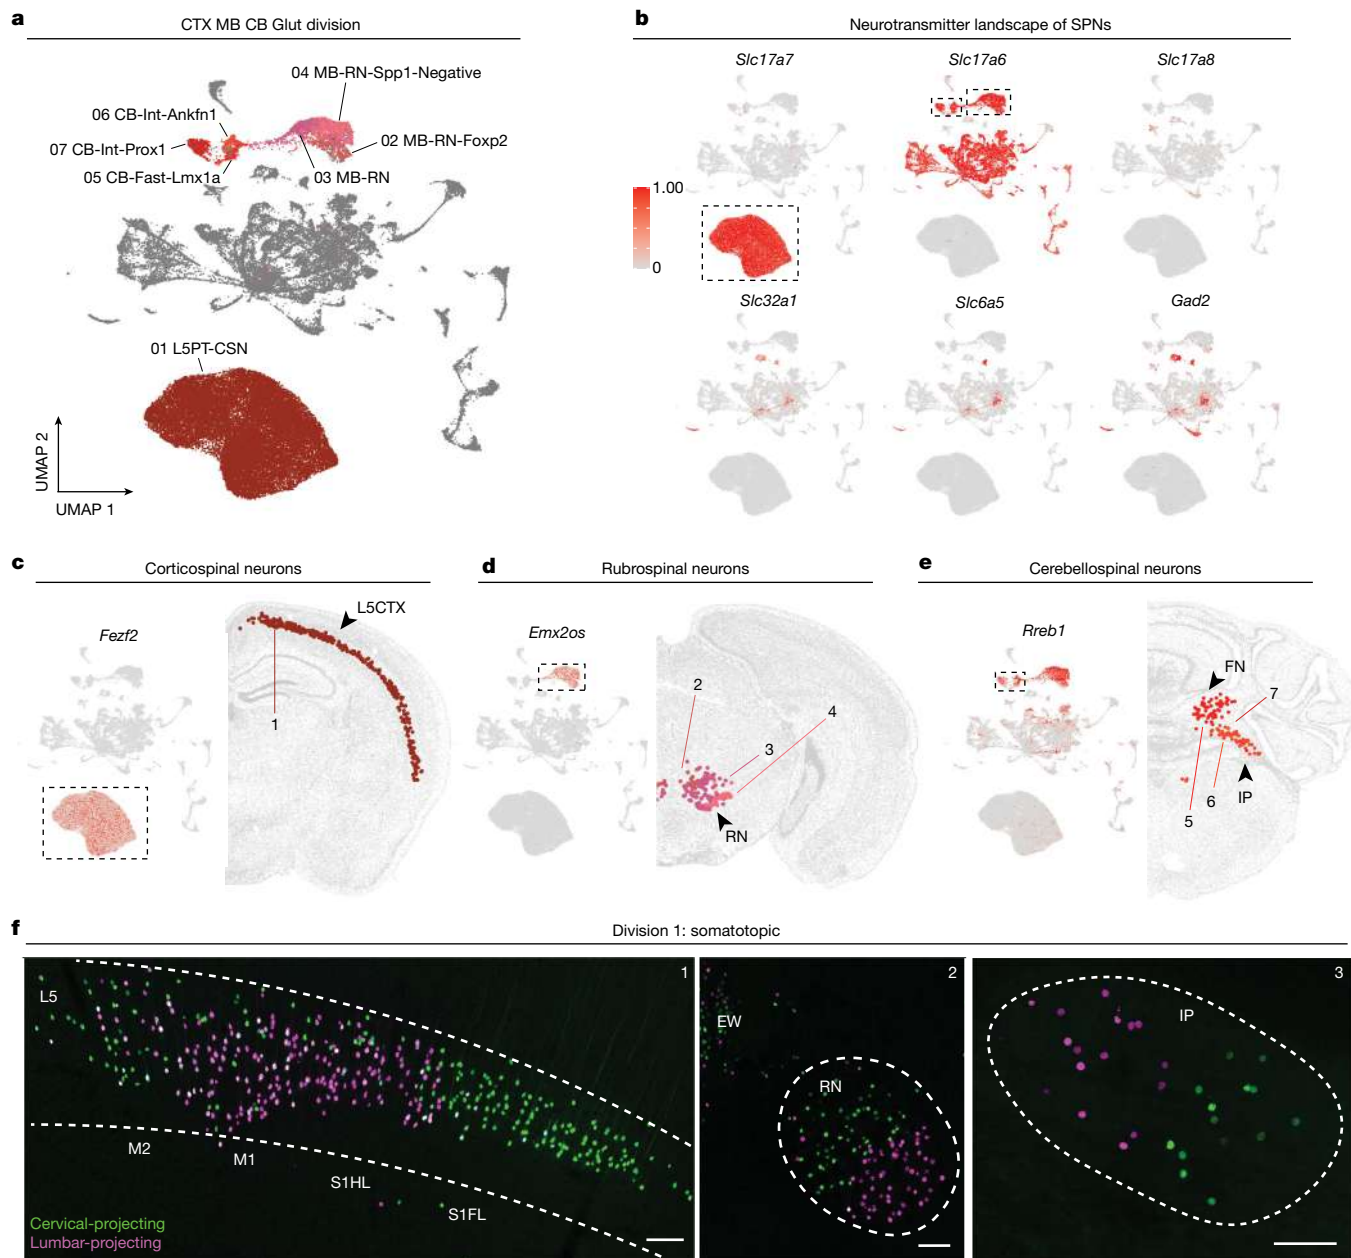 a
CTX MB CB Glut division
04 MB-RN-Spp1-Negative
06 CB-Int-Ankfn1
07 CB-Int-Prox1
02 MB-RN-Foxp2
05 CB-Fast-Lmx1a
03 MB-RN
01 L5PT-CSN
UMAP 2
UMAP 1
b
Neurotransmitter landscape of SPNs
Slc17a7
Slc17a6
Slc17a8
1.00
0
Slc32a1
Slc6a5
Gad2
c
Corticospinal neurons
Fezf2
L5CTX
1
d
Rubrospinal neurons
Emx2os
2
4
3
RN
e
Cerebellospinal neurons
Rreb1
FN
7
6
IP
5
f
Division 1: somatotopic
1
L5
M2
M1
S1HL
S1FL
Cervical-projecting
Lumbar-projecting
2
EW
RN
3
IP